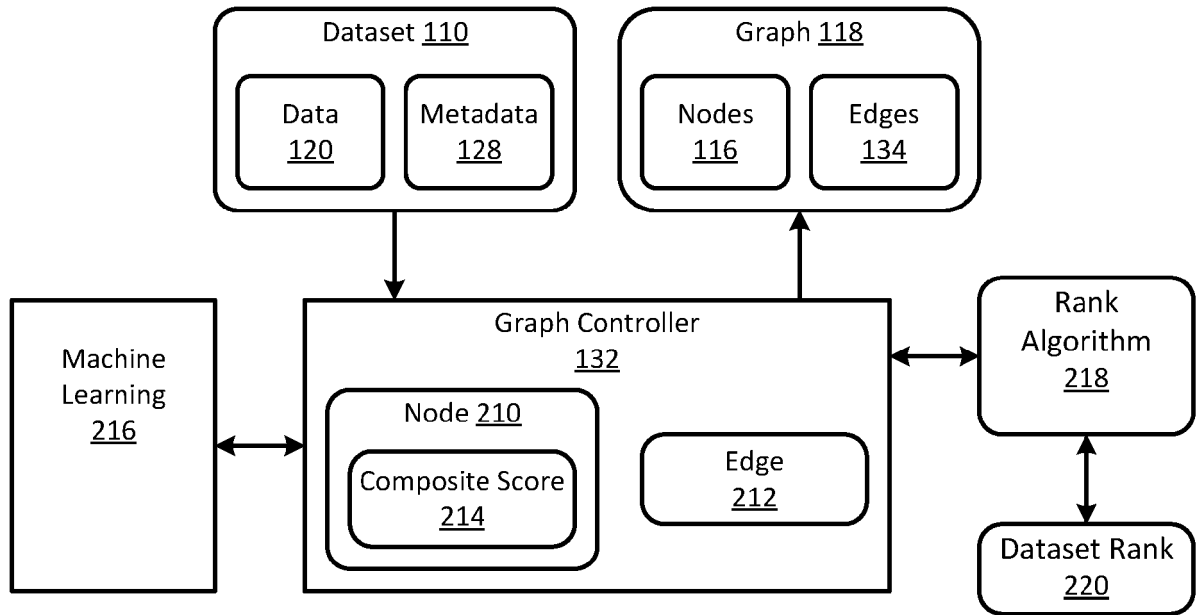 Dataset 110
Data
120
Metadata
128
Graph 118
Nodes
116
Edges
134
Machine
Learning
216
Graph Controller
132
Node 210
Composite Score
214
Edge
212
Rank
Algorithm
218
Dataset Rank
220